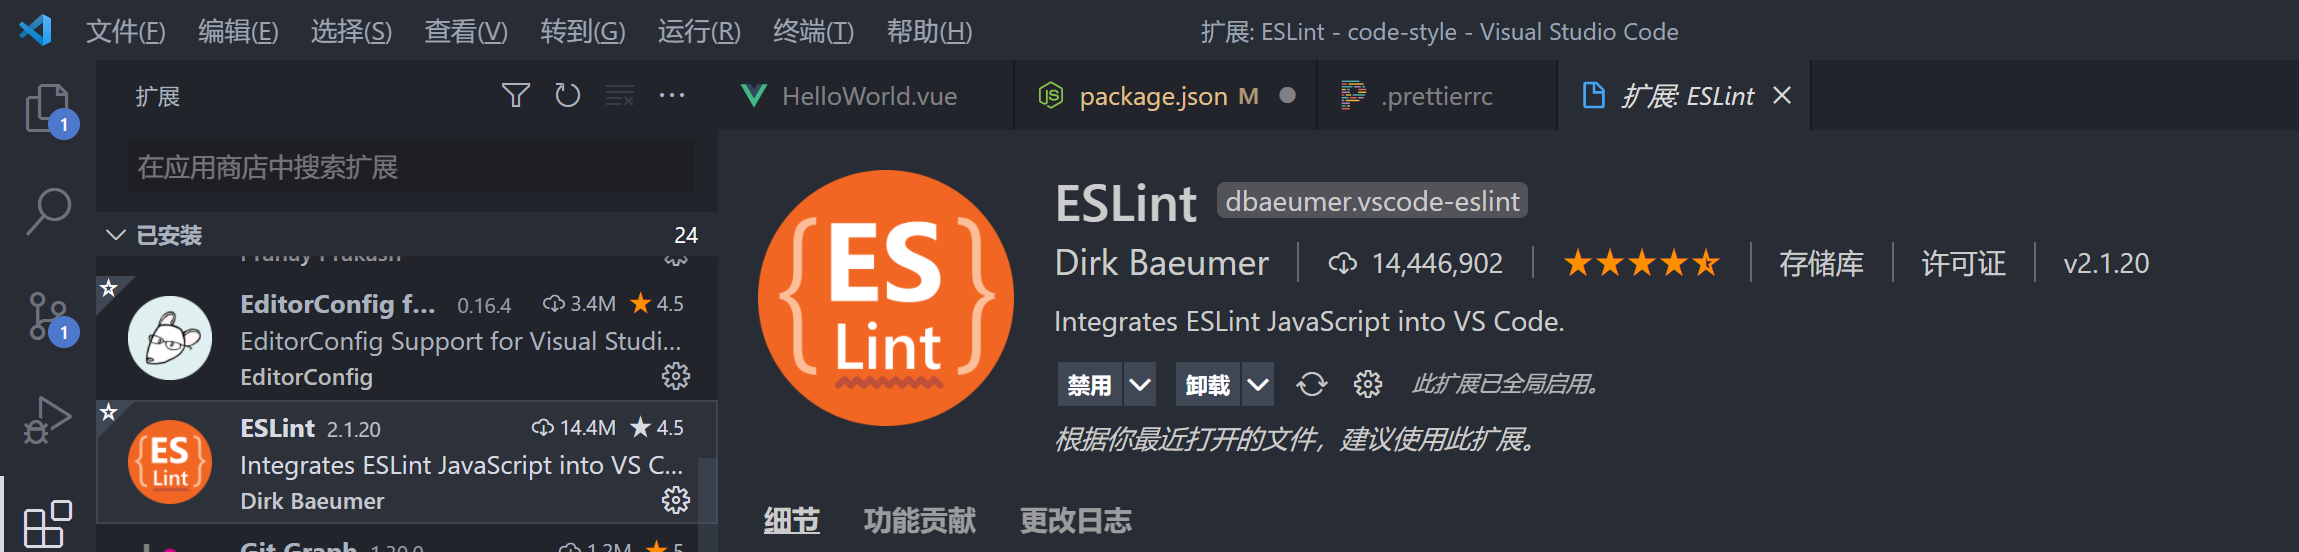 文件(F) 编辑(E) 选择(S) 查看(V) 转到(G) 运行(R) 终端(T) 帮助(H) 扩展: ESLint - code-style - Visual Studio Code
扩展
在应用商店中搜索扩展
已安装 24
Pranay Prakash
EditorConfig f... 0.16.4 3.4M 4.5
EditorConfig Support for Visual Studi...
EditorConfig
ESLint 2.1.20 14.4M 4.5
Integrates ESLint JavaScript into VS C...
Dirk Baeumer
Git Graph 1.30.0 1.2M 5
1
1
HelloWorld.vue package.json M .prettierrc 扩展: ESLint
{ES Lint}
ESLint dbaeumer.vscode-eslint
Dirk Baeumer 14,446,902 存储库 许可证 v2.1.20
Integrates ESLint JavaScript into VS Code.
禁用 卸载 此扩展已全局启用。
根据你最近打开的文件，建议使用此扩展。
细节 功能贡献 更改日志